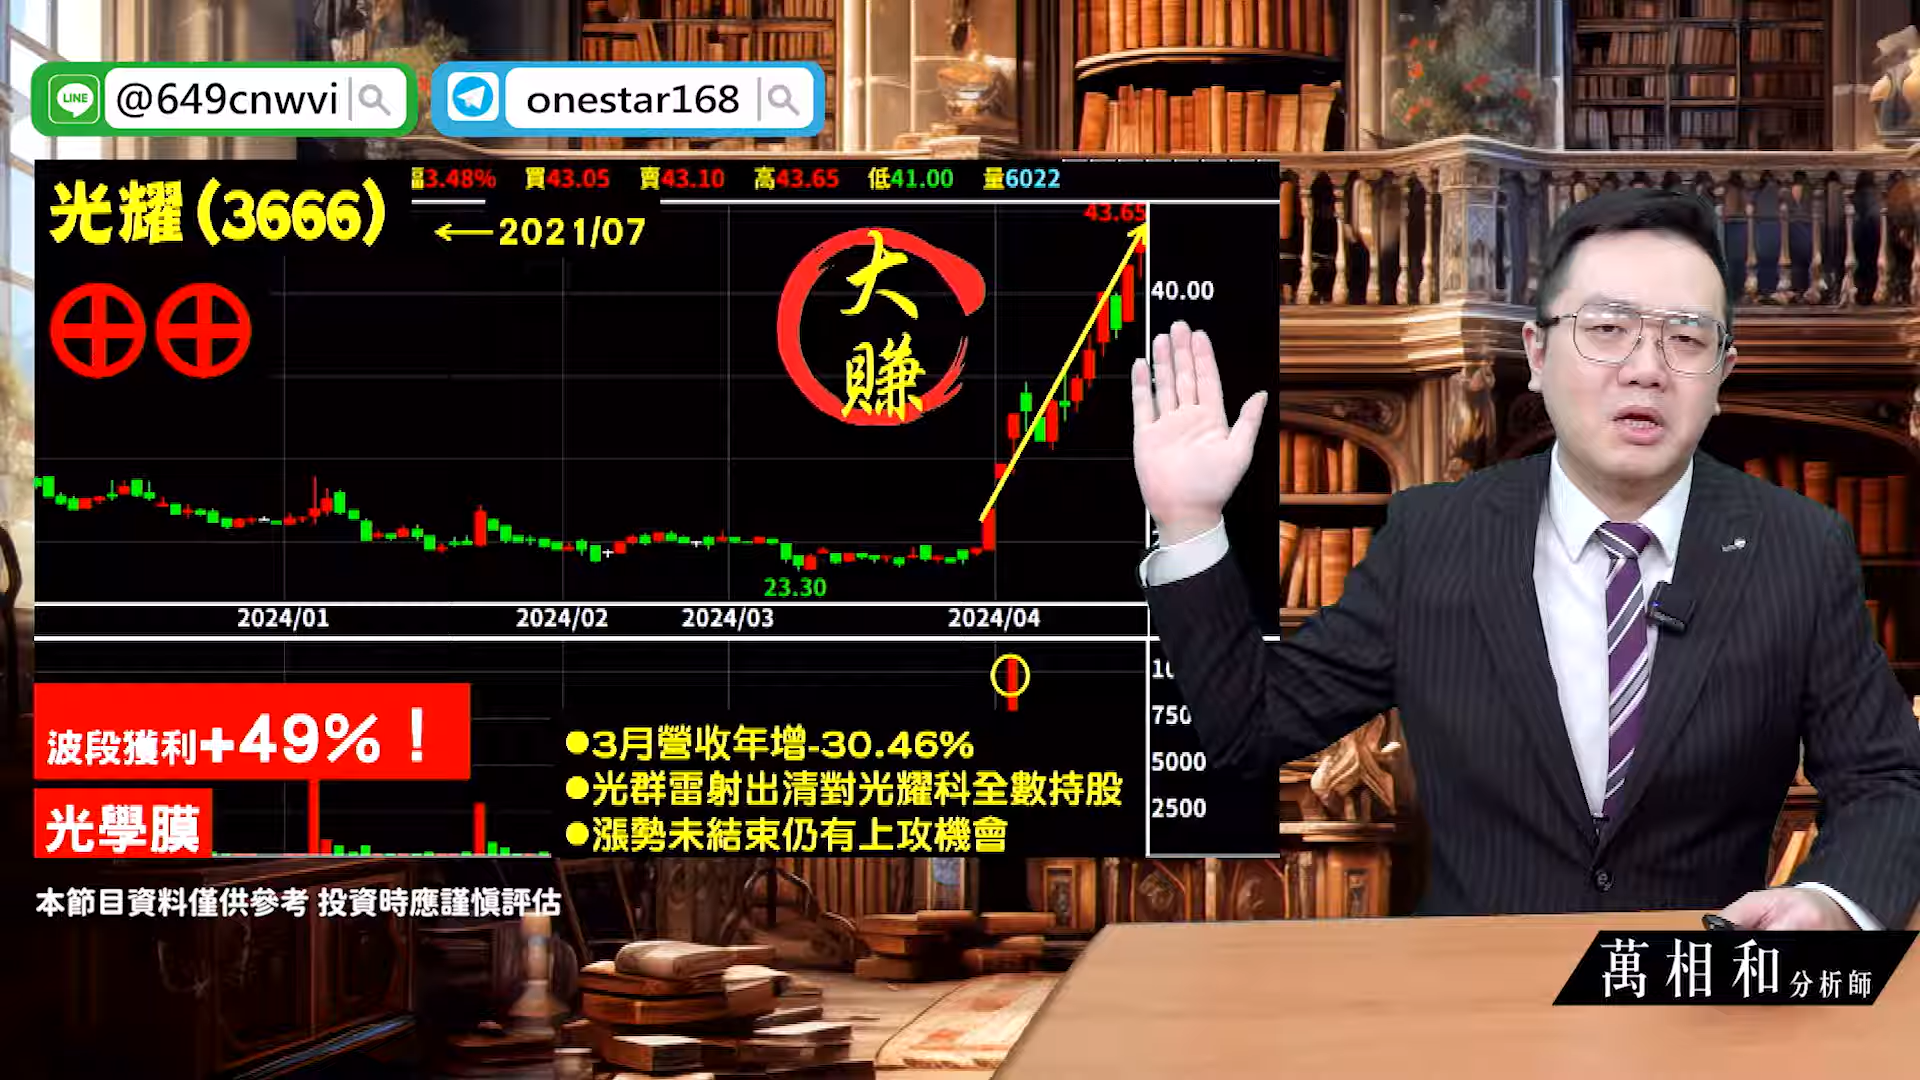 LINE @649cnwvi
onestar168
光耀(3666)
幅3.48% 買43.05 賣43.10 高43.65 低41.00 量6022
←2021/07
43.65
大賺
40.00
23.30
2024/01 2024/02 2024/03 2024/04
750
5000
2500
波段獲利+49%！
光學膜
●3月營收年增-30.46%
●光群雷射出清對光耀科全數持股
●漲勢未結束仍有上攻機會
本節目資料僅供參考 投資時應謹慎評估
萬相和分析師